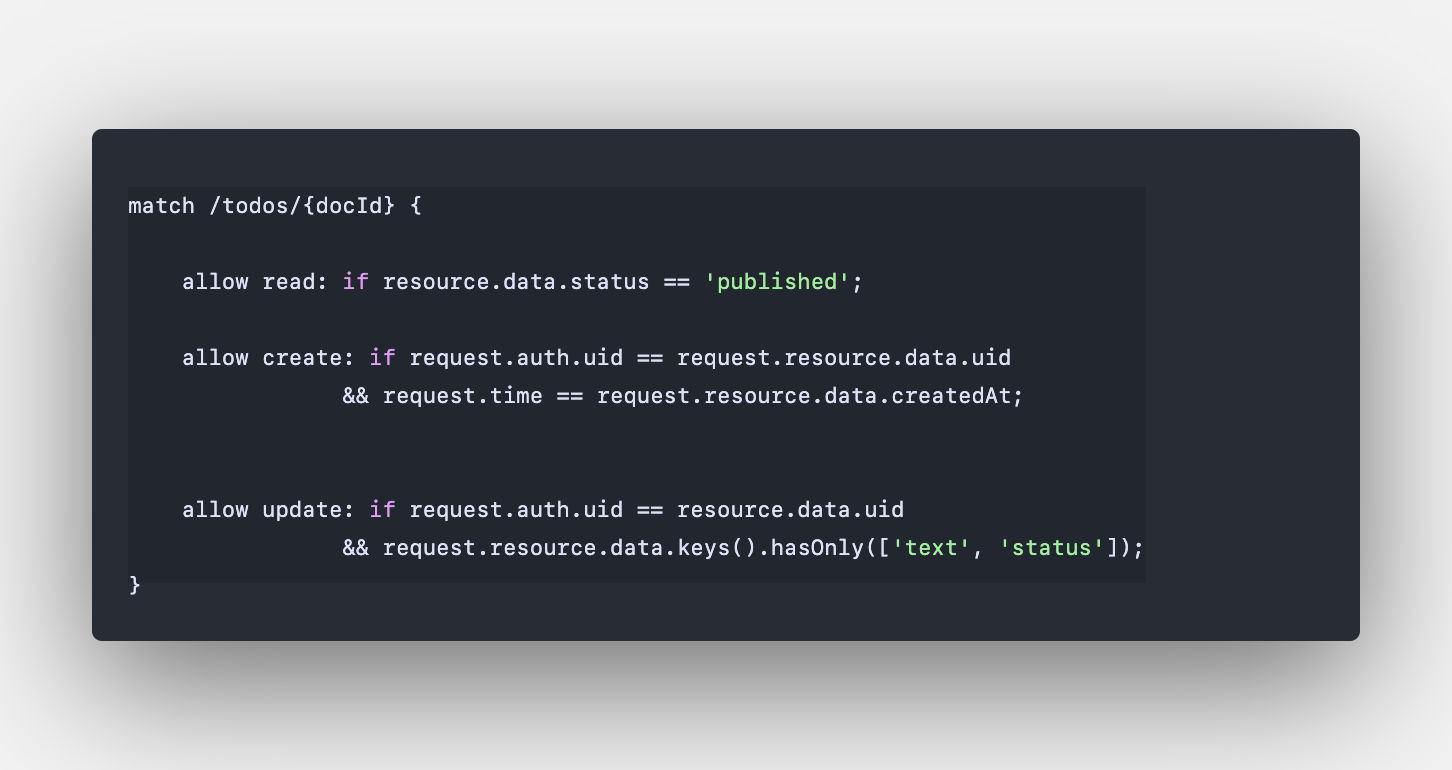 match /todos/{docId} {
allow read: if resource.data.status == 'published';
allow create: if request.auth.uid == request.resource.data.uid
&& request.time == request.resource.data.createdAt;
allow update: if request.auth.uid == resource.data.uid
&& request.resource.data.keys().hasOnly(['text', 'status']);
}